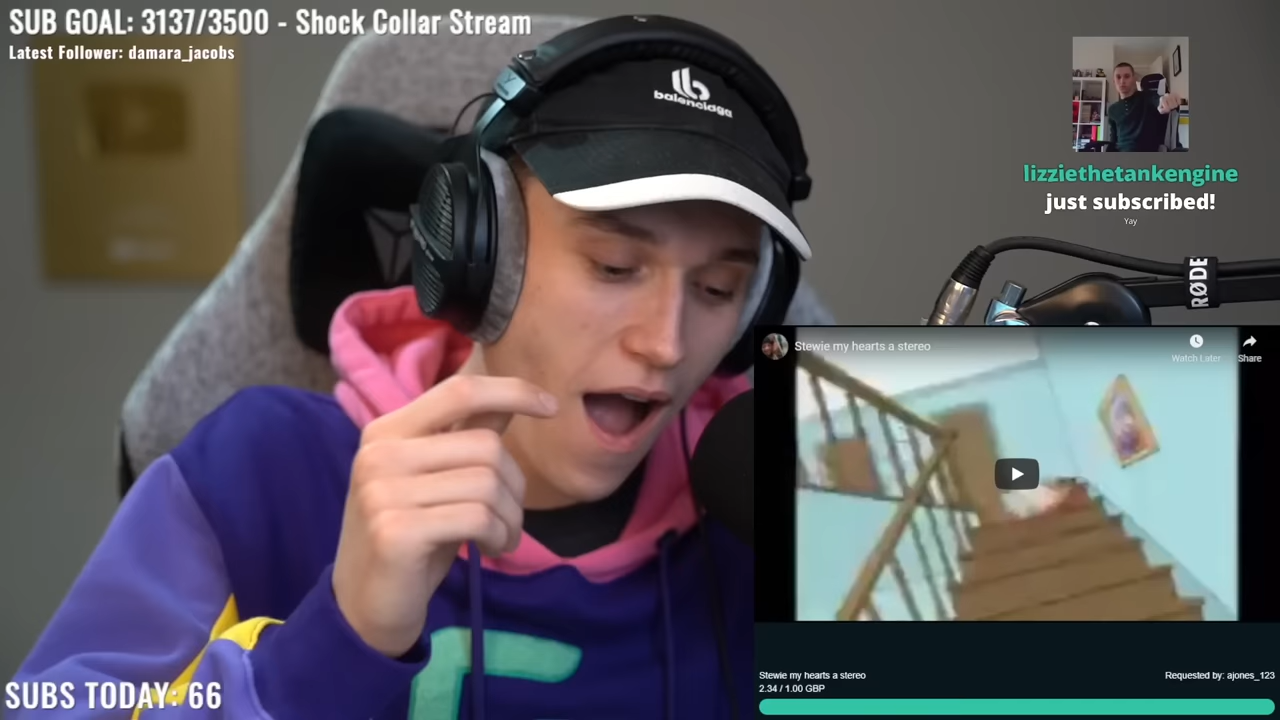 SUB GOAL: 3137/3500 - Shock Collar Stream
Latest Follower: damara_jacobs
balenciaga
lizziethetankengine
just subscribed!
Yay
RØDE
Stewie my hearts a stereo
Watch Later
Share
Stewie my hearts a stereo
Requested by: ajones_123
2.34 / 1.00 GBP
SUBS TODAY: 66